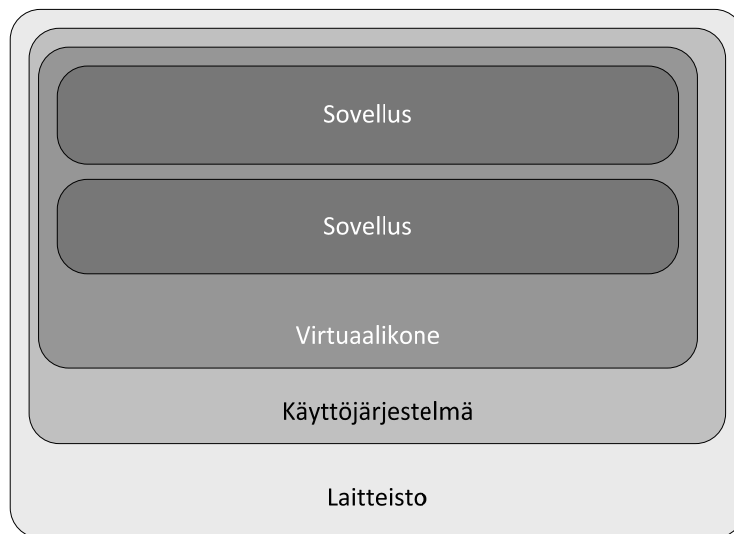 Sovellus
Sovellus
Virtuaalikone
Käyttöjärjestelmä
Laitteisto